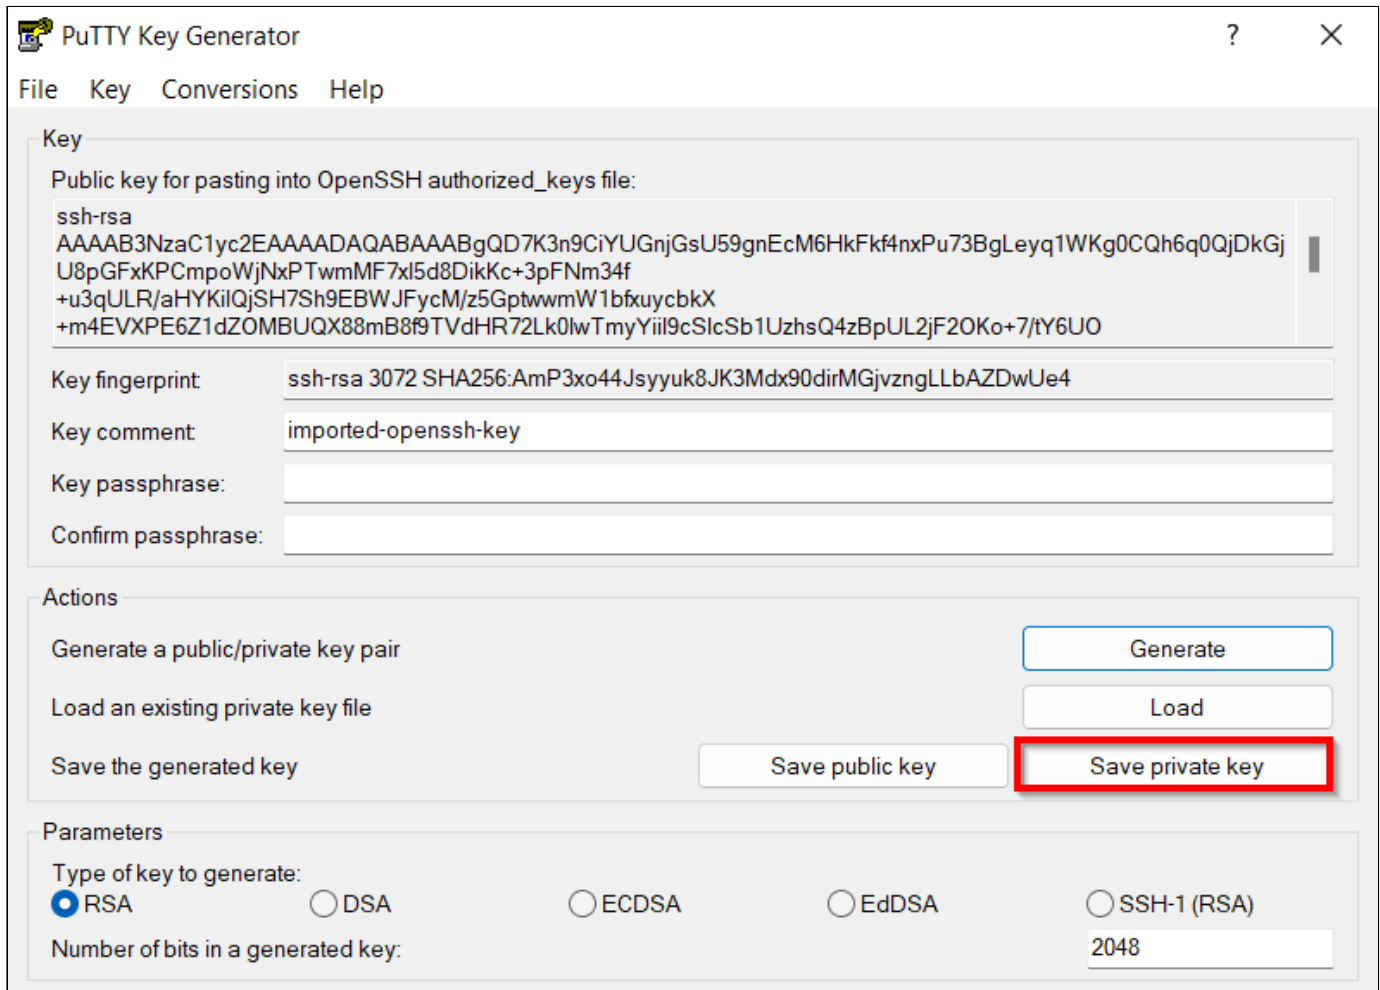 PuTTY Key Generator
File Key Conversions Help
Key
Public key for pasting into OpenSSH authorized_keys file:
ssh-rsa
AAAAB3NzaC1yc2EAAAADAQABAAABgQD7K3n9CiYUGnjGsU59gnEcM6HkFkf4nxPu73BgLeyq1WKg0CQh6q0QjDkGj
U8pGFxKPCmpoWjNxPTwmMF7xl5d8DikKc+3pFNm34f
+u3qULR/aHYKilQjSH7Sh9EBWJFycM/z5GptwwmW1bfxuycbkX
+m4EVXPE6Z1dZOMBUQX88mB8f9TVdHR72Lk0lwTmyYiil9cSlcSb1UzhsQ4zBpUL2jF2OKo+7/tY6UO
Key fingerprint: ssh-rsa 3072 SHA256:AmP3xo44Jsyyuk8JK3Mdx90dirMGjvzngLLbAZDwUe4
Key comment: imported-openssh-key
Key passphrase:
Confirm passphrase:
Actions
Generate a public/private key pair Generate
Load an existing private key file Load
Save the generated key Save public key Save private key
Parameters
Type of key to generate:
RSA DSA ECDSA EdDSA SSH-1 (RSA)
Number of bits in a generated key: 2048